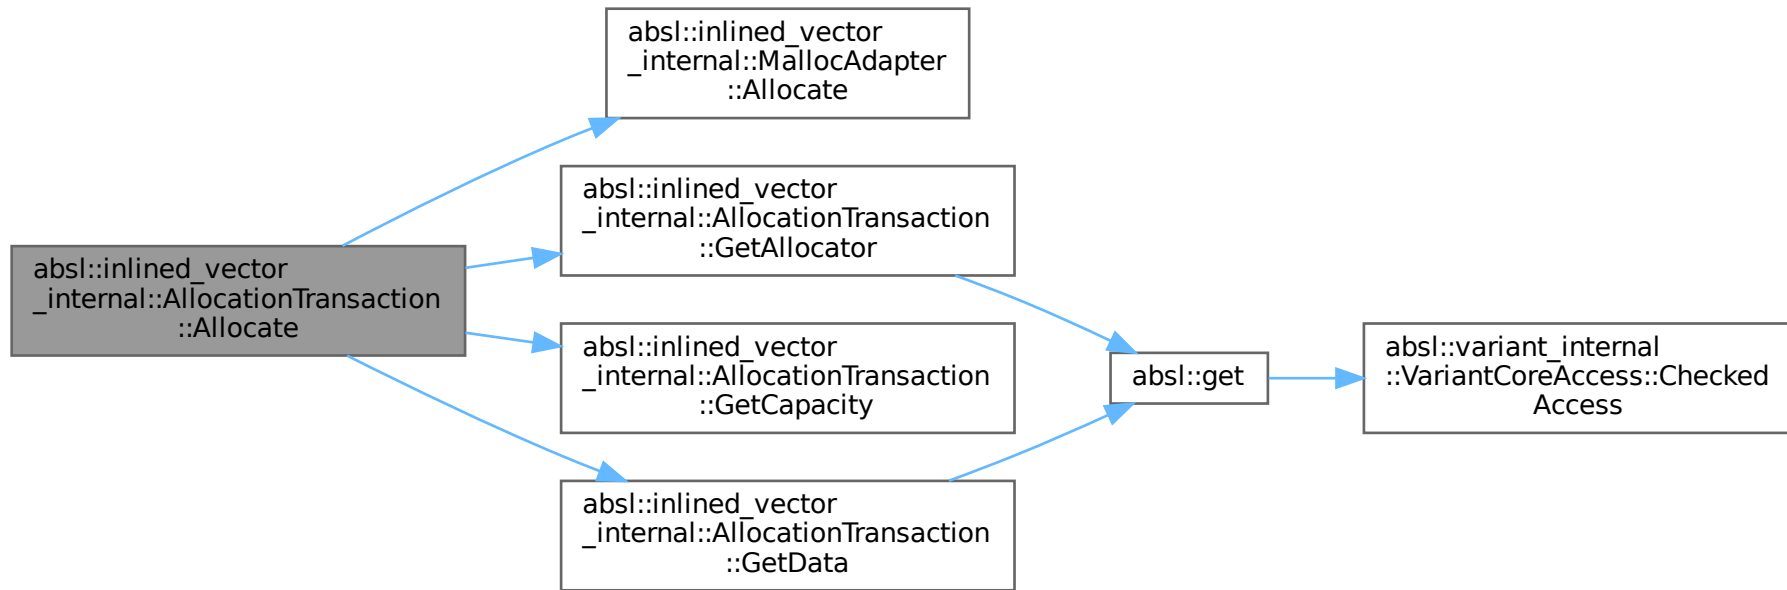 absl::inlined_vector
_internal::MallocAdapter
::Allocate
absl::inlined_vector
_internal::AllocationTransaction
::GetAllocator
absl::inlined_vector
_internal::AllocationTransaction
::Allocate
absl::inlined_vector
_internal::AllocationTransaction
::GetCapacity
absl::get
absl::variant_internal
::VariantCoreAccess::Checked
Access
absl::inlined_vector
_internal::AllocationTransaction
::GetData